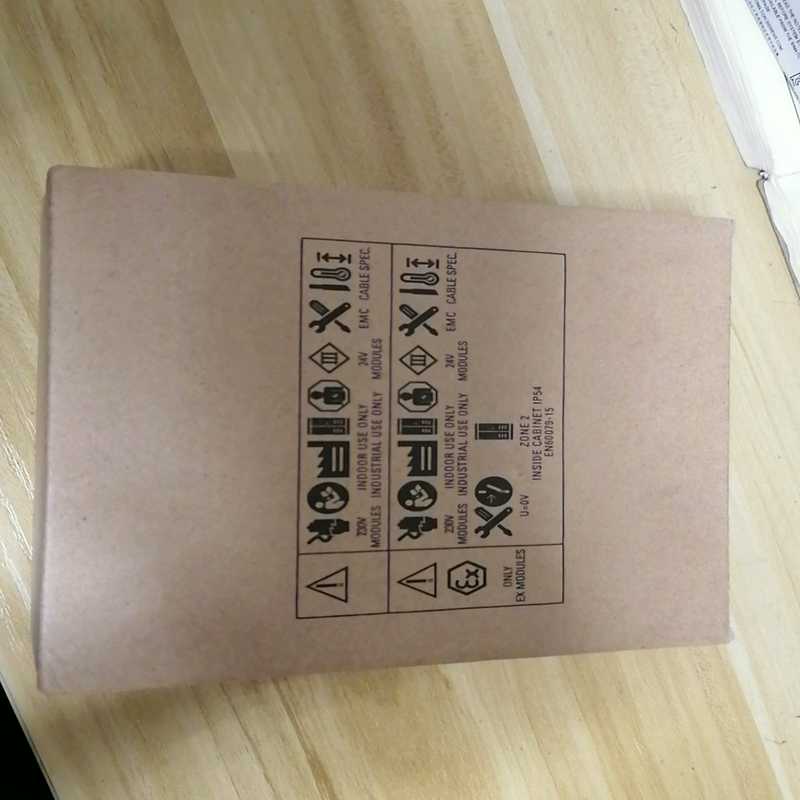 230V
MODULES
INDOOR USE ONLY
INDUSTRIAL USE ONLY
24V
MODULES
EMC CABLE SPEC.
230V
MODULES
INDOOR USE ONLY
INDUSTRIAL USE ONLY
24V
MODULES
EMC CABLE SPEC.
Ex
ONLY
EX MODULES
U=0V
ZONE 2
INSIDE CABINET IP54
EN60079-15